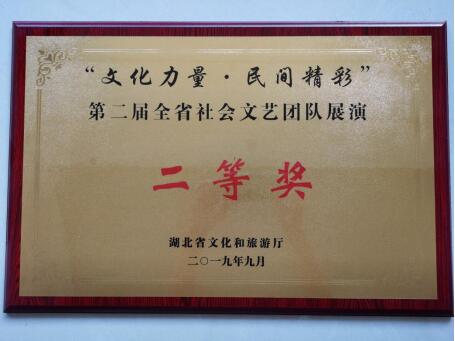 “文化力量·民间精彩”
第二届全省社会文艺团队展演
二等奖
湖北省文化和旅游厅
二〇一九年九月